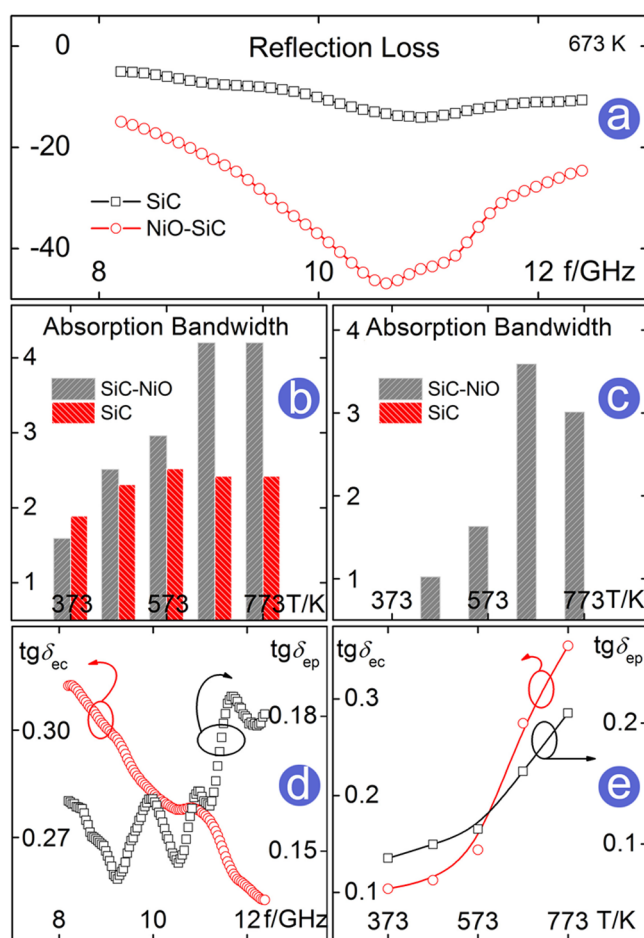 0
Reflection Loss
673 K
a
-20
SiC
NiO-SiC
-40
8
10
12 f/GHz
Absorption Bandwidth
4
SiC-NiO
SiC
b
3
2
1
373
573
773T/K
Absorption Bandwidth
4
SiC-NiO
SiC
c
3
2
1
373
573
773T/K
tgδec
tgδep
0.30
0.18
d
0.27
0.15
8
10
12 f/GHz
tgδec
tgδep
0.3
0.2
e
0.2
0.1
0.1
373
573
773
T/K